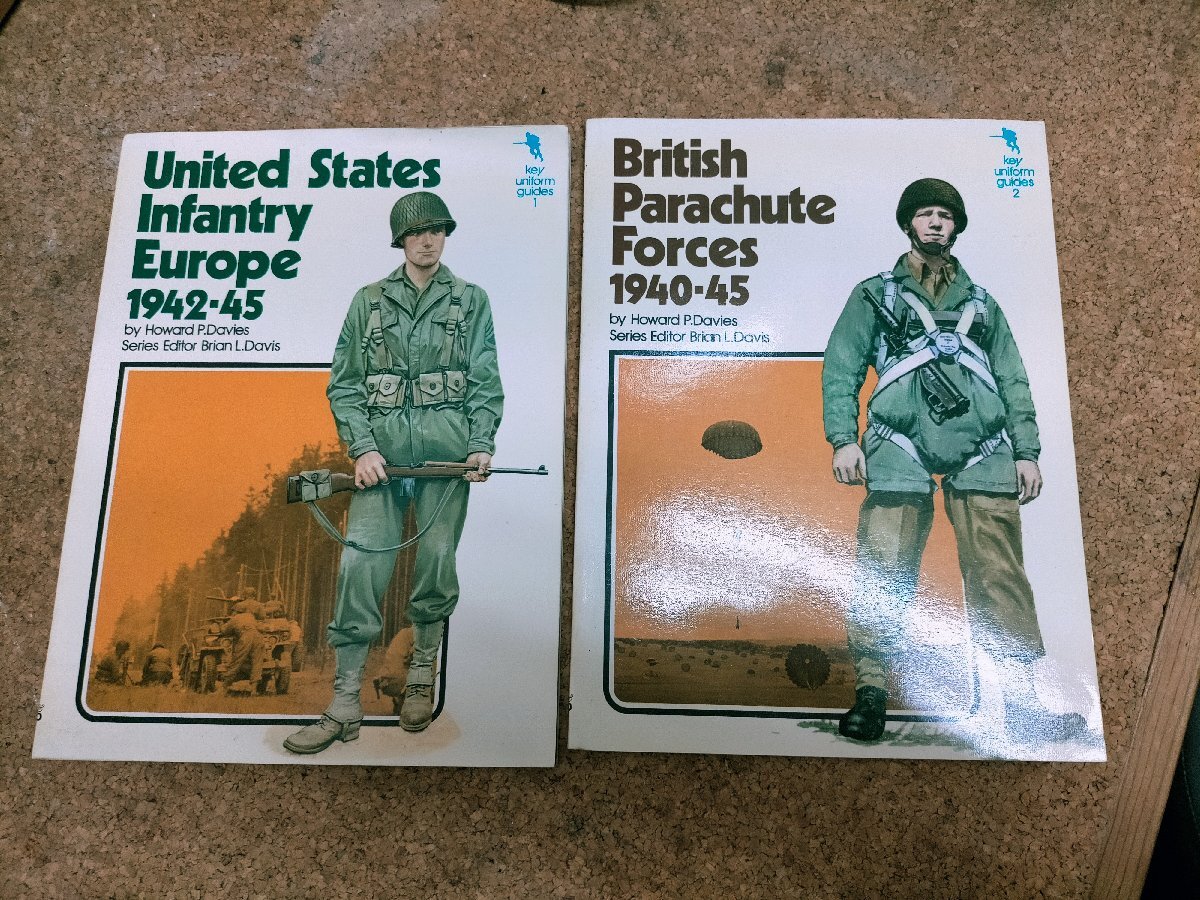 United States
Infantry
Europe
1942-45
by Howard P.Davies
Series Editor Brian L.Davis
key
uniform
guides
1
British
Parachute
Forces
1940-45
by Howard P.Davies
Series Editor Brian L.Davis
key
uniform
guides
2